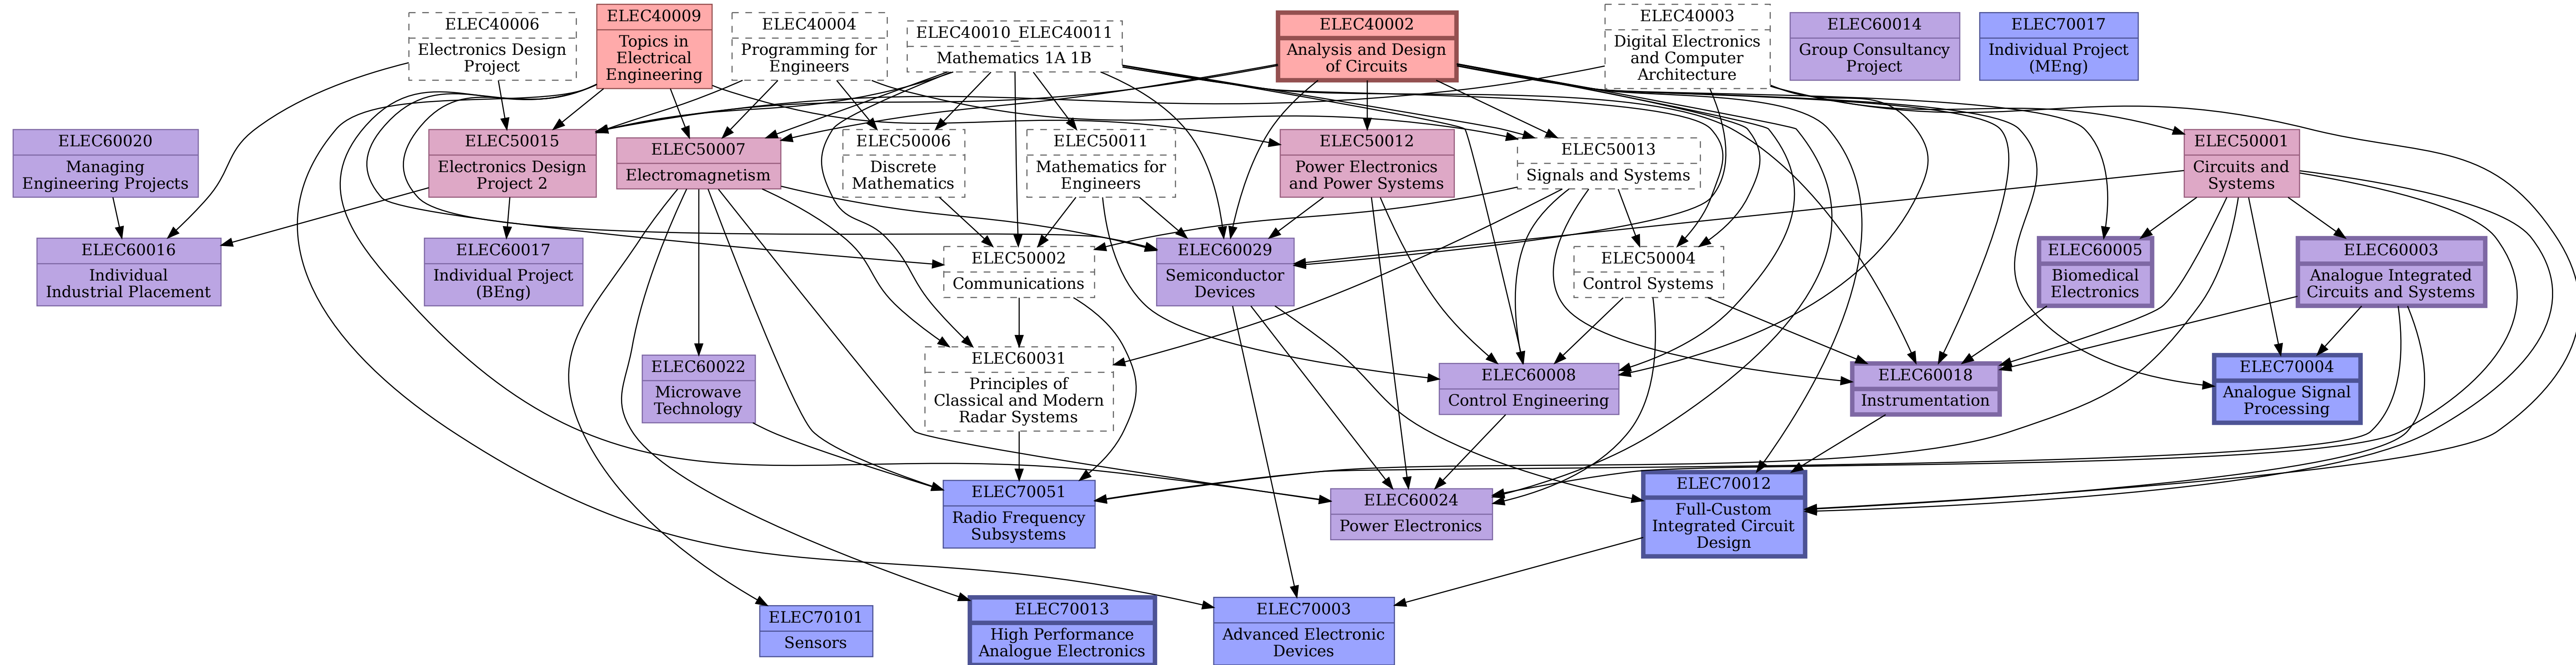 ELEC40006
Electronics Design
Project
ELEC40009
Topics in
Electrical
Engineering
ELEC40004
Programming for
Engineers
ELEC40010_ELEC40011
Mathematics 1A 1B
ELEC40002
Analysis and Design
of Circuits
ELEC40003
Digital Electronics
and Computer
Architecture
ELEC60014
Group Consultancy
Project
ELEC70017
Individual Project
(MEng)
ELEC60020
Managing
Engineering Projects
ELEC50015
Electronics Design
Project 2
ELEC50007
Electromagnetism
ELEC50006
Discrete
Mathematics
ELEC50011
Mathematics for
Engineers
ELEC50012
Power Electronics
and Power Systems
ELEC50013
Signals and Systems
ELEC50001
Circuits and
Systems
ELEC60016
Individual
Industrial Placement
ELEC60017
Individual Project
(BEng)
ELEC50002
Communications
ELEC60029
Semiconductor
Devices
ELEC50004
Control Systems
ELEC60005
Biomedical
Electronics
ELEC60003
Analogue Integrated
Circuits and Systems
ELEC60022
Microwave
Technology
ELEC60031
Principles of
Classical and Modern
Radar Systems
ELEC60008
Control Engineering
ELEC60018
Instrumentation
ELEC70004
Analogue Signal
Processing
ELEC70051
Radio Frequency
Subsystems
ELEC60024
Power Electronics
ELEC70012
Full-Custom
Integrated Circuit
Design
ELEC70101
Sensors
ELEC70013
High Performance
Analogue Electronics
ELEC70003
Advanced Electronic
Devices